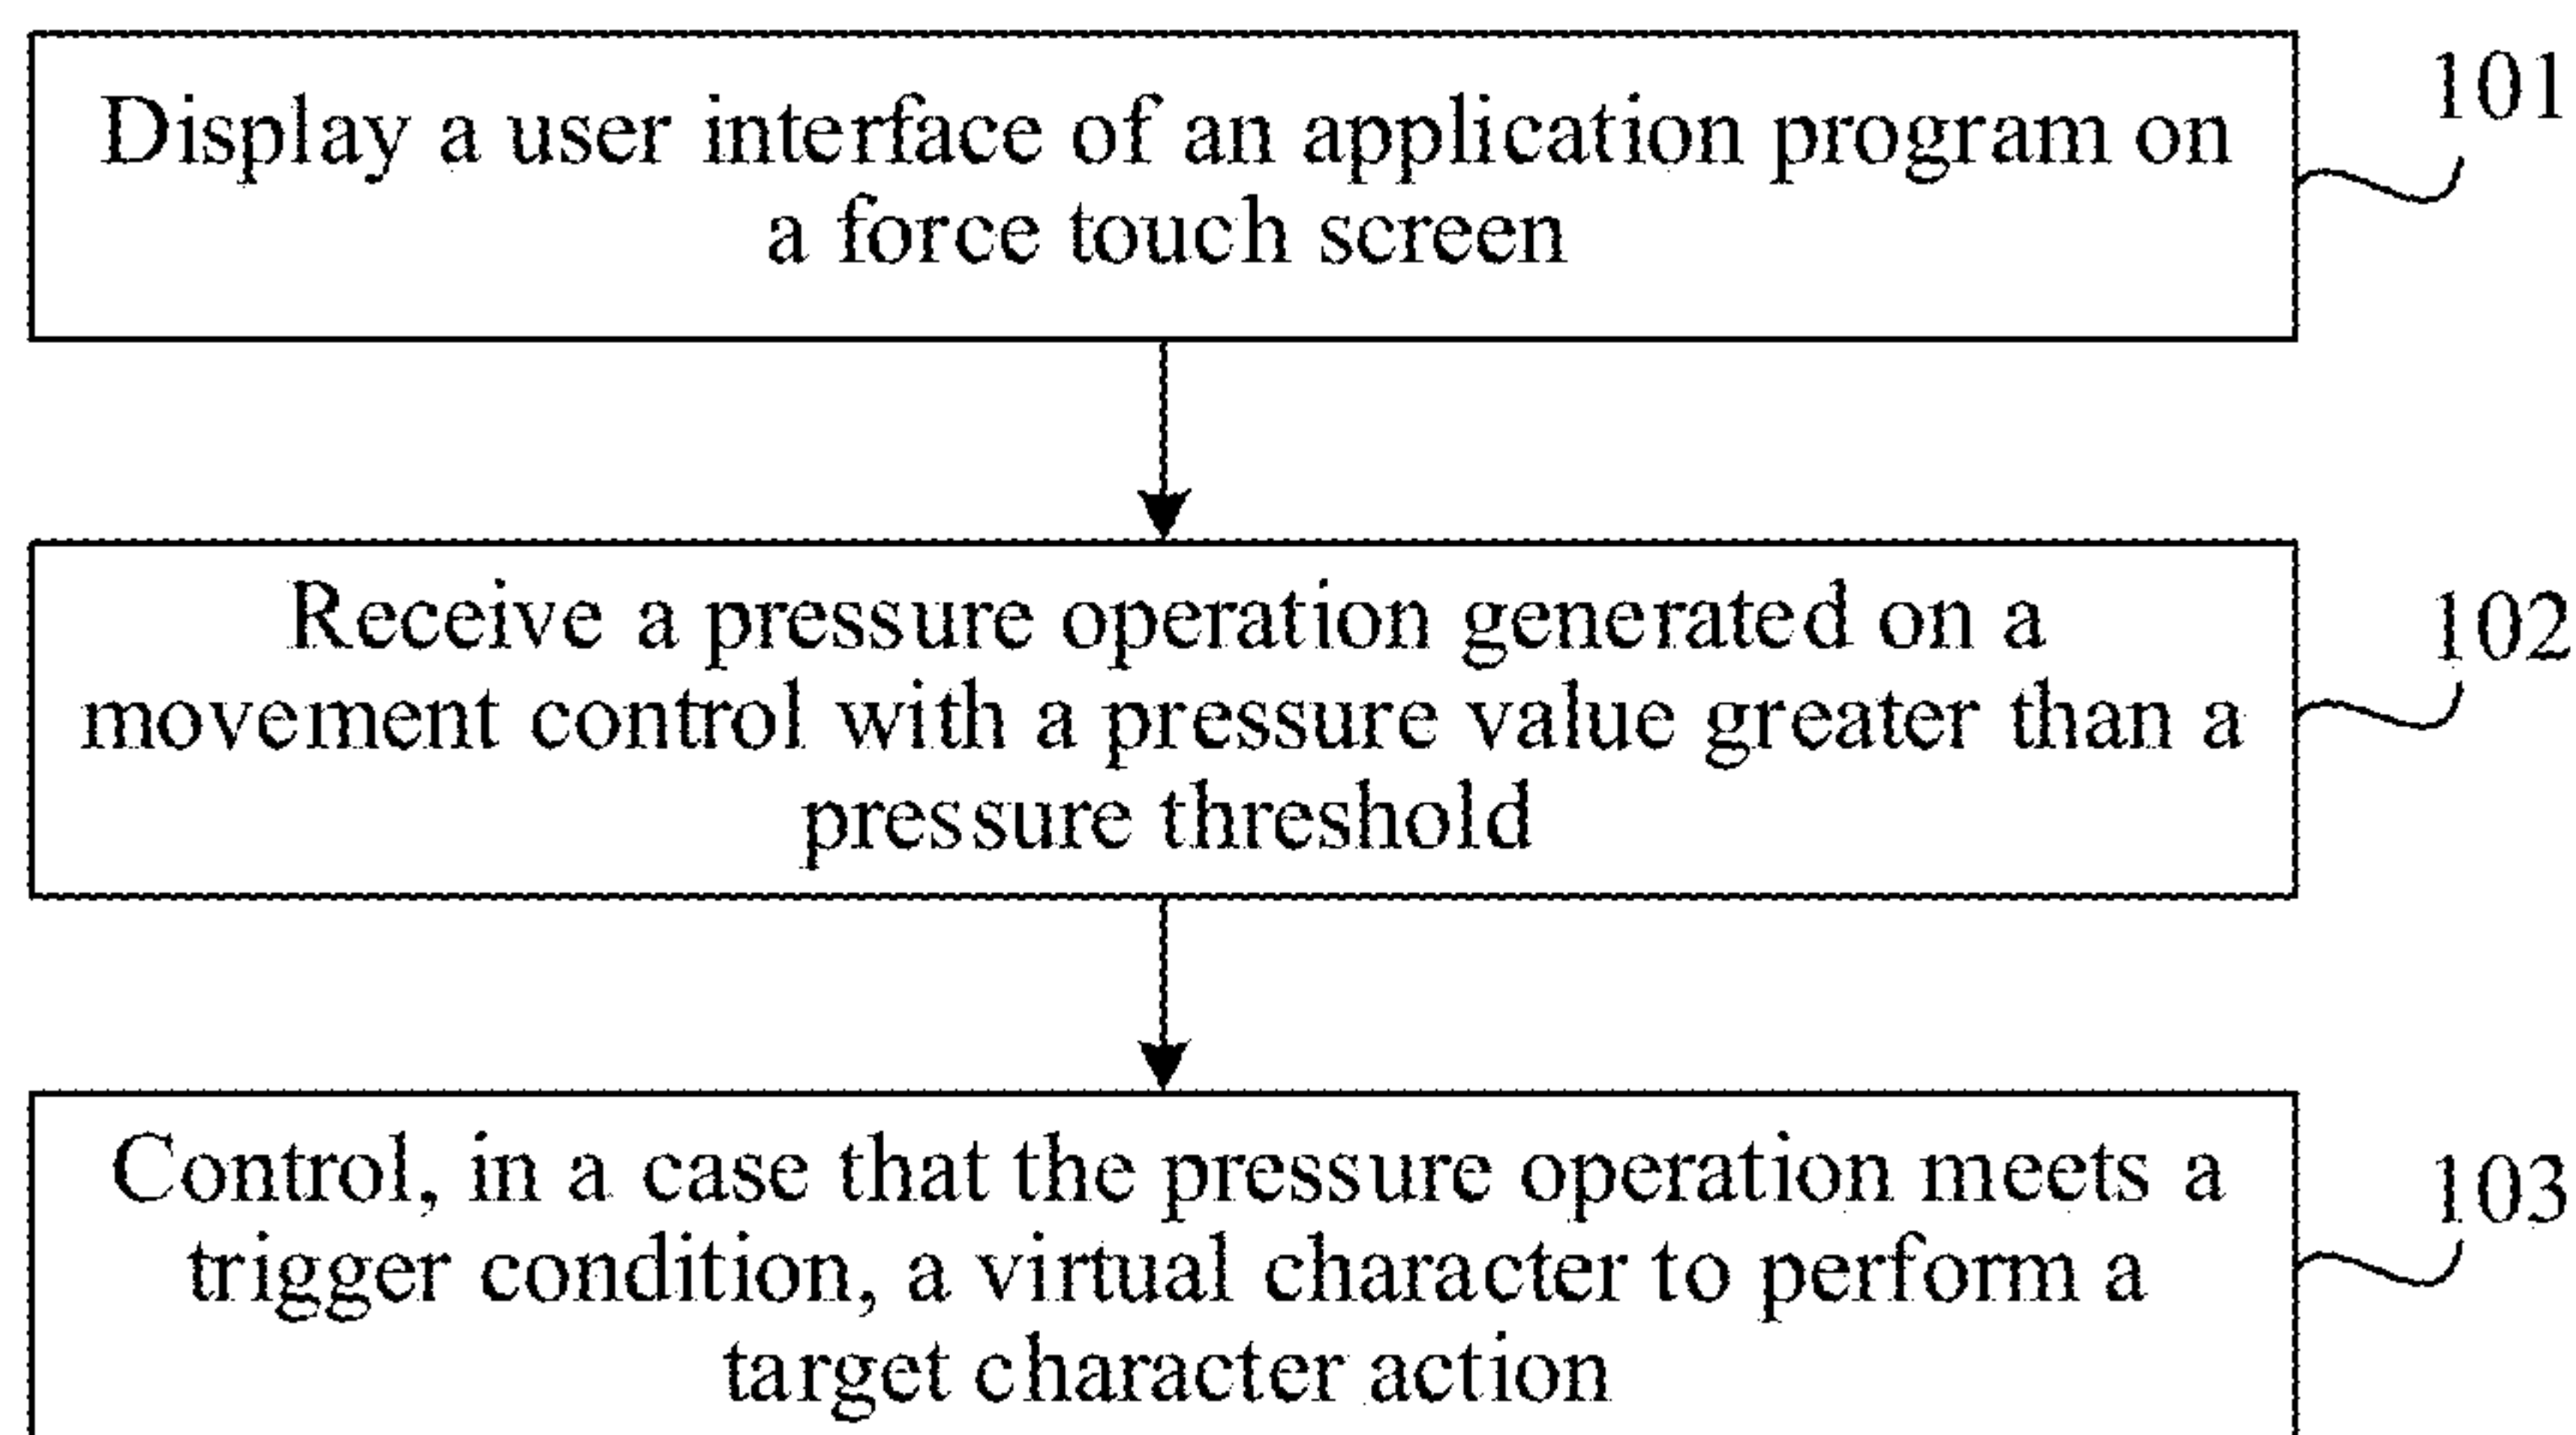 Display a user interface of an application program on
a force touch screen
101
Receive a pressure operation generated on a
movement control with a pressure value greater than a
pressure threshold
102
Control, in a case that the pressure operation meets a
trigger condition, a virtual character to perform a
target character action
103